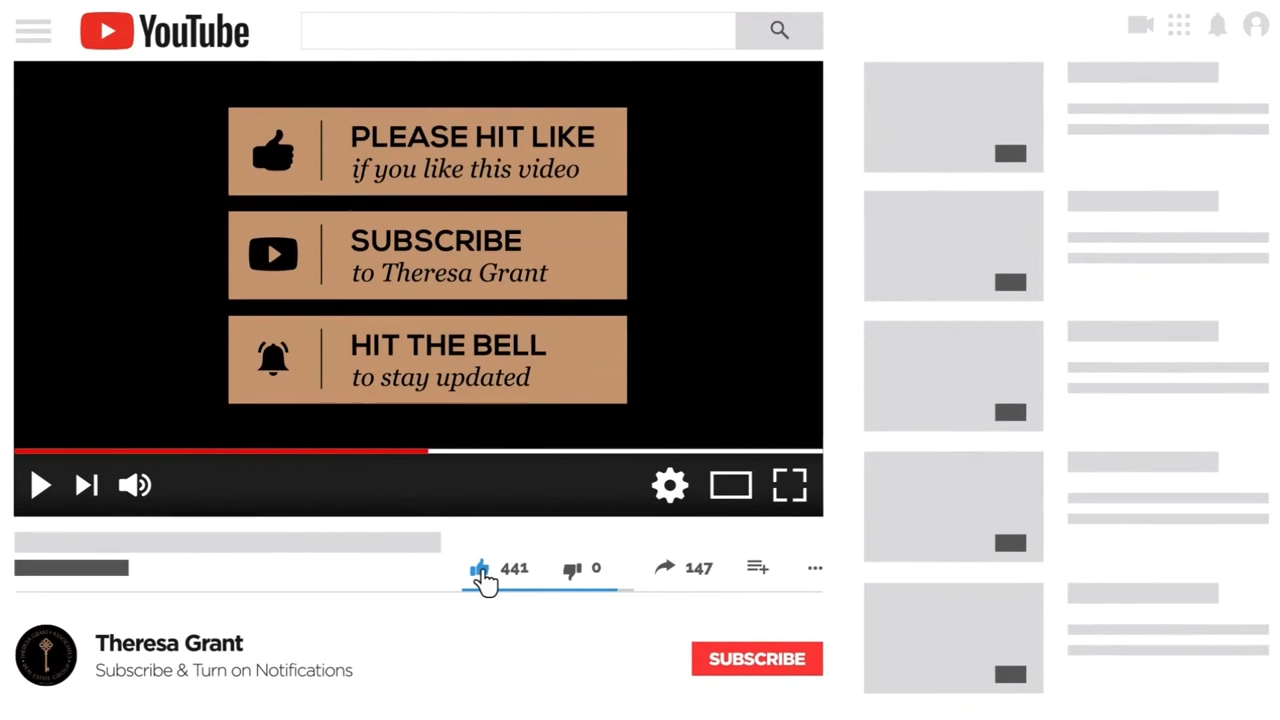 YouTube
PLEASE HIT LIKE
if you like this video
SUBSCRIBE
to Theresa Grant
HIT THE BELL
to stay updated
441
0
147
Theresa Grant
Subscribe & Turn on Notifications
SUBSCRIBE